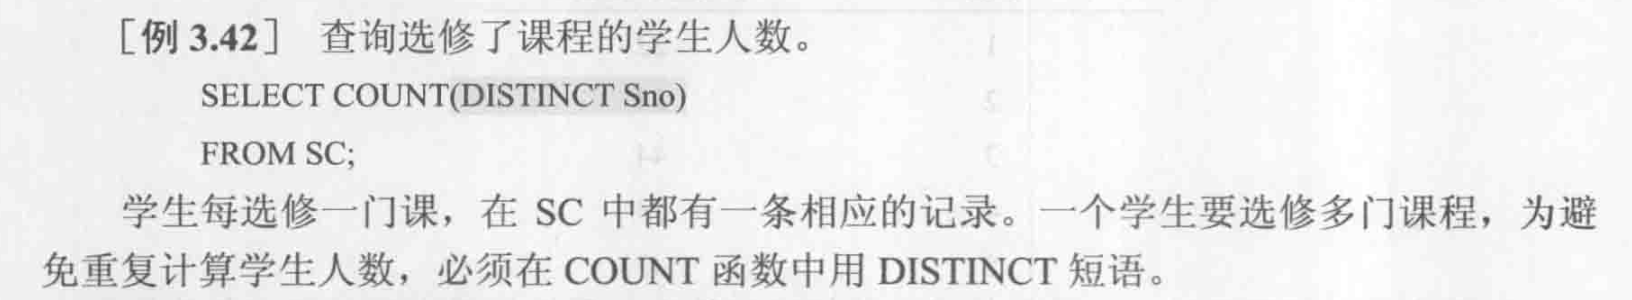 ［例 3.42］ 查询选修了课程的学生人数。
SELECT COUNT(DISTINCT Sno)
FROM SC;
学生每选修一门课，在 SC 中都有一条相应的记录。一个学生要选修多门课程，为避
免重复计算学生人数，必须在 COUNT 函数中用 DISTINCT 短语。